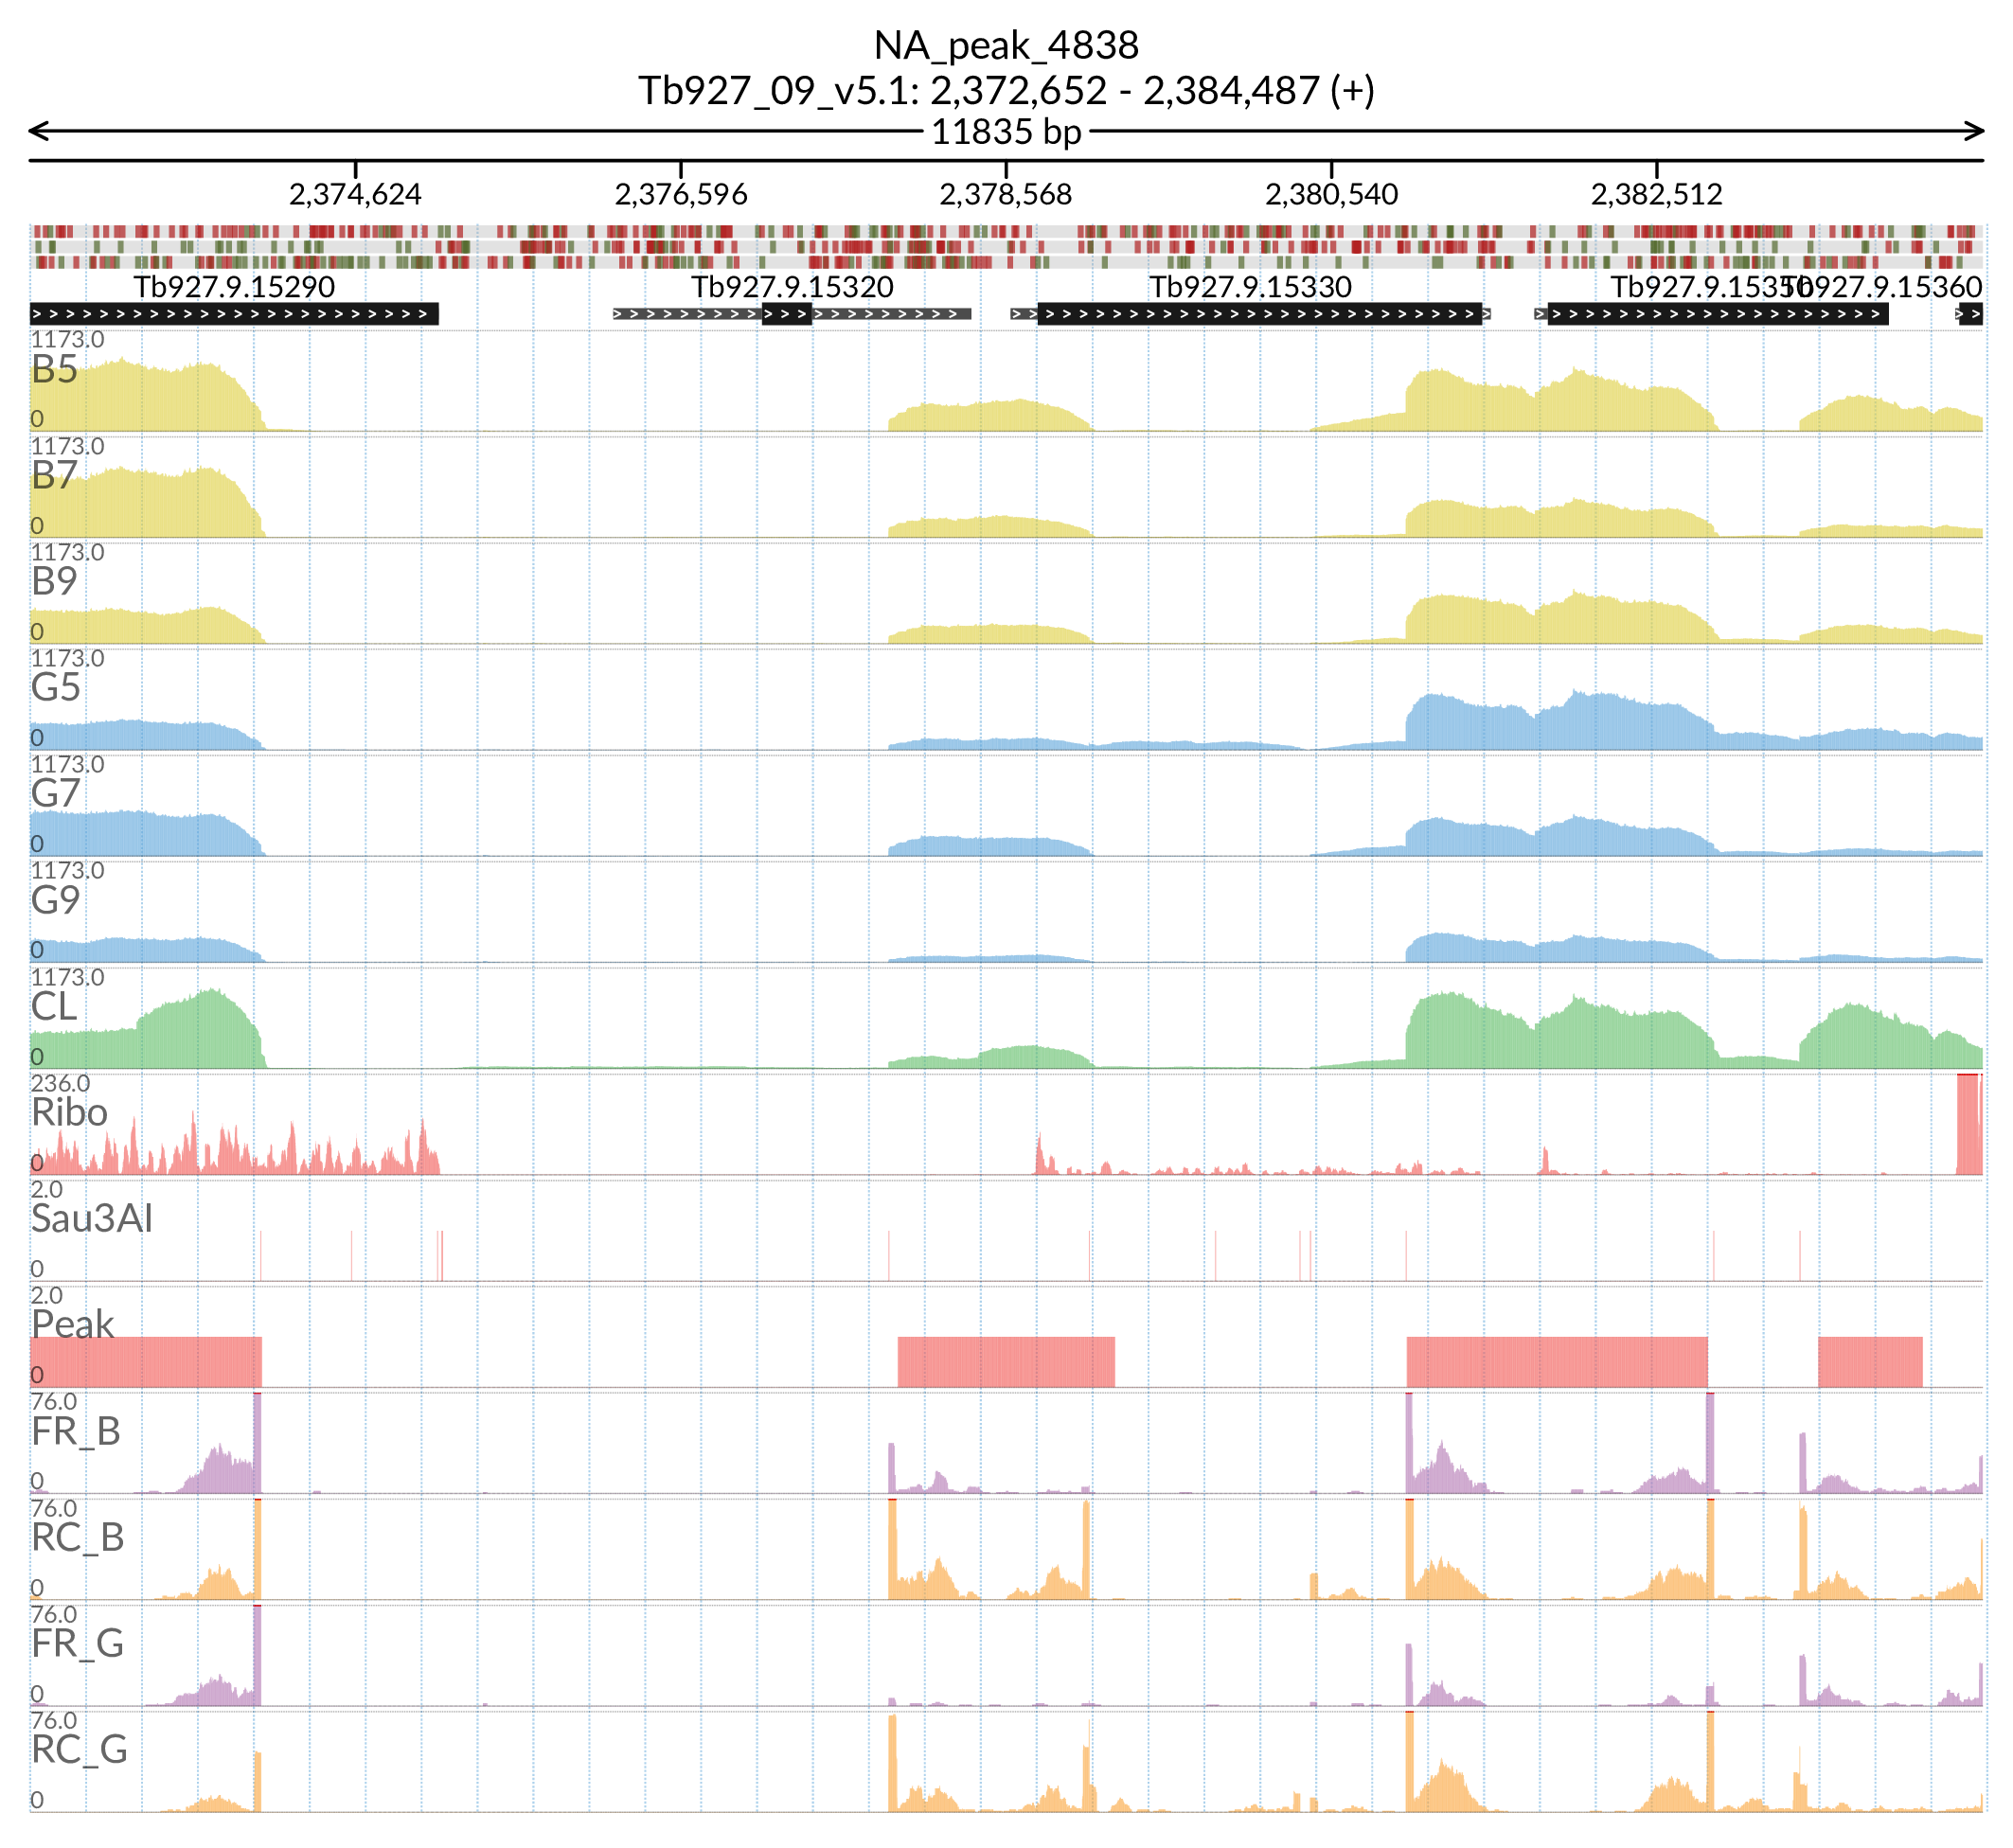 NA_peak_4838
Tb927_09_v5.1: 2,372,652 - 2,384,487 (+)
11835 bp
2,374,624 2,376,596 2,378,568 2,380,540 2,382,512
Tb927.9.15290 Tb927.9.15320 Tb927.9.15330 Tb927.9.15350 Tb927.9.15360
1173.0
B5
0
1173.0
B7
0
1173.0
B9
0
1173.0
G5
0
1173.0
G7
0
1173.0
G9
0
1173.0
CL
0
236.0
Ribo
0
2.0
Sau3AI
0
2.0
Peak
0
76.0
FR_B
0
76.0
RC_B
0
76.0
FR_G
0
76.0
RC_G
0